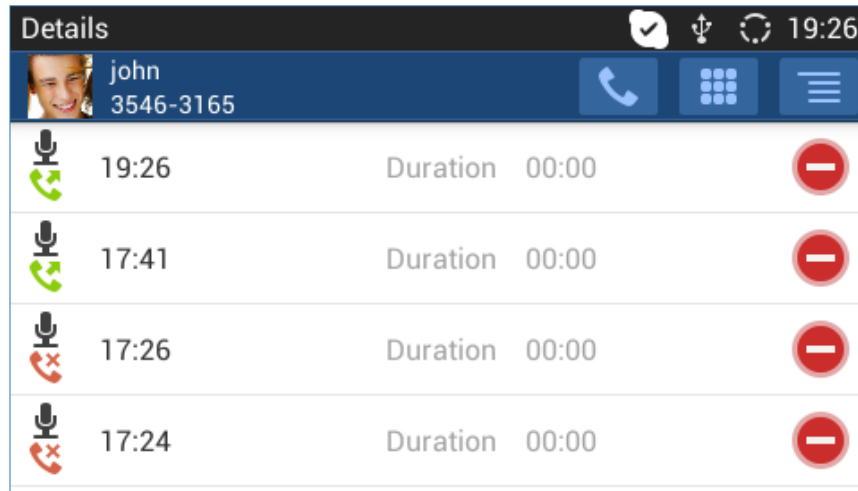 Details 19:26
john
3546-3165
19:26 Duration 00:00
17:41 Duration 00:00
17:26 Duration 00:00
17:24 Duration 00:00